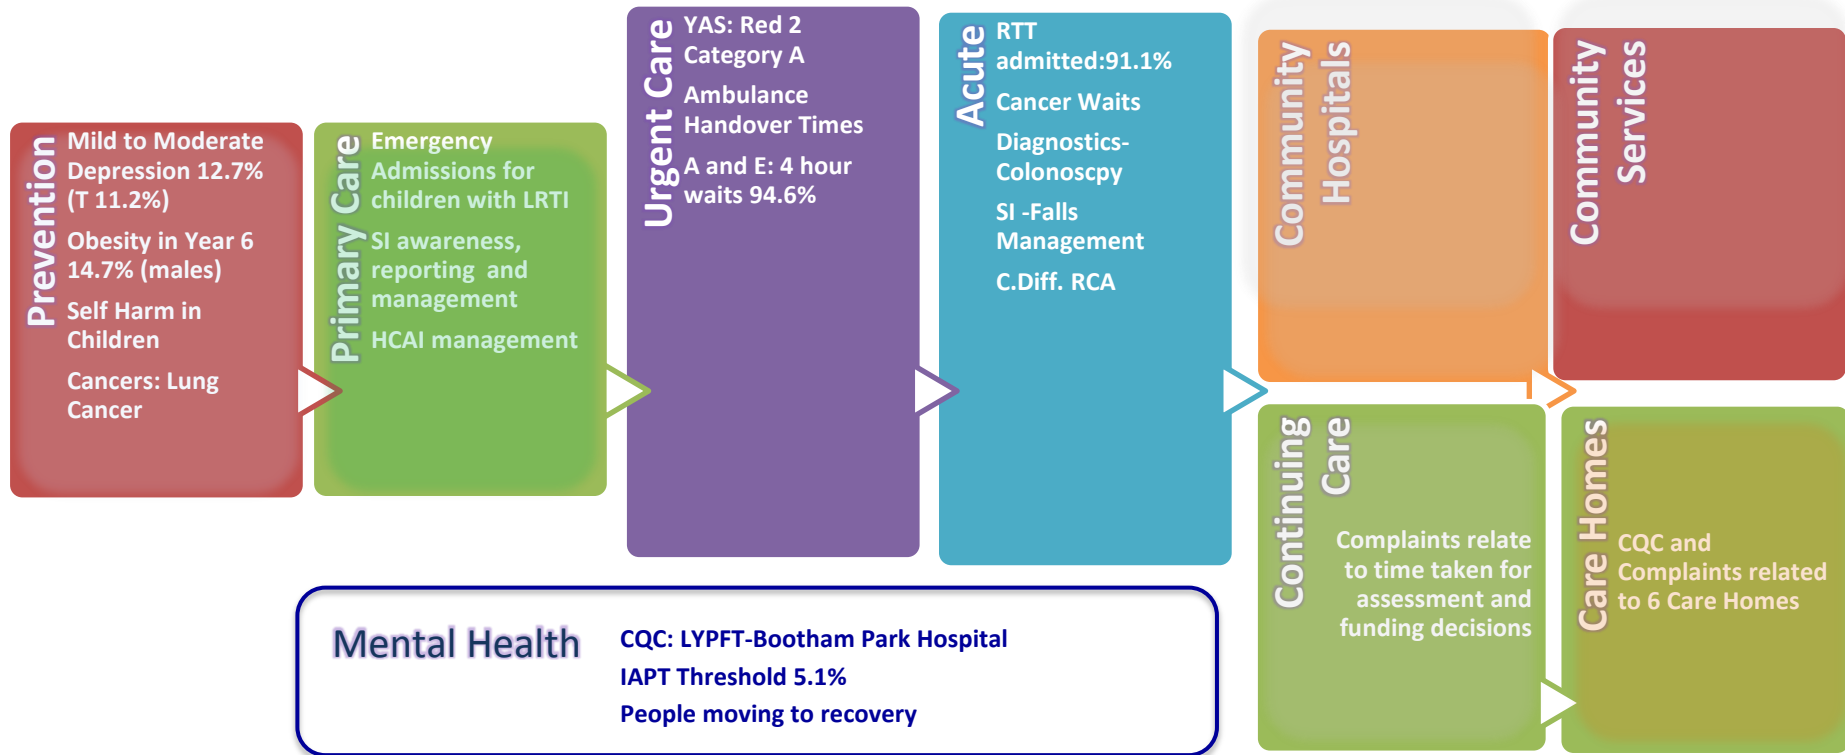 Prevention
Mild to Moderate
Depression 12.7%
(T 11.2%)
Obesity in Year 6
14.7% (males)
Self Harm in
Children
Cancers: Lung
Cancer
Primary Care
Emergency
Admissions for
children with LRTI
SI awareness,
reporting and
management
HCAI management
Urgent Care
YAS: Red 2
Category A
Ambulance
Handover Times
A and E: 4 hour
waits 94.6%
Acute
RTT
admitted:91.1%
Cancer Waits
Diagnostics-
Colonoscpy
SI -Falls
Management
C.Diff. RCA
Community
Hospitals
Community
Services
Continuing
Care
Complaints relate
to time taken for
assessment and
funding decisions
Care Homes
CQC and
Complaints related
to 6 Care Homes
Mental Health
CQC: LYPFT-Bootham Park Hospital
IAPT Threshold 5.1%
People moving to recovery